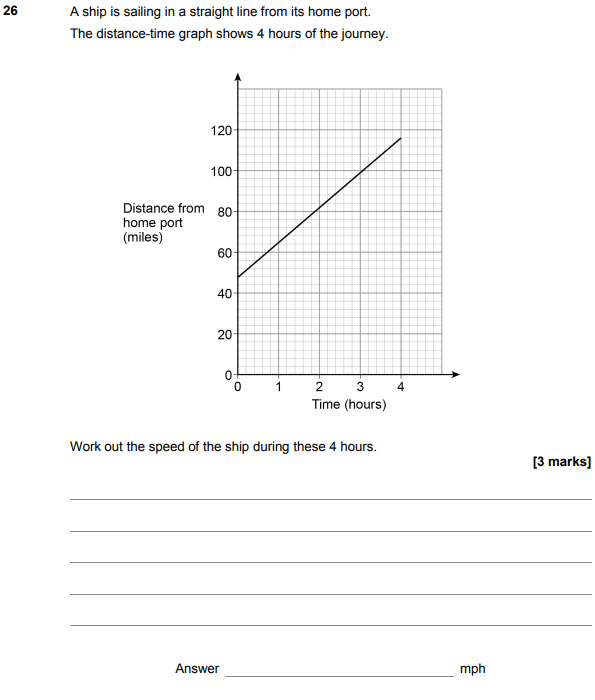 26 A ship is sailing in a straight line from its home port.
The distance-time graph shows 4 hours of the journey.
120
100
Distance from 80
home port
(miles)
60
40
20
0
0 1 2 3 4
Time (hours)
Work out the speed of the ship during these 4 hours.
[3 marks]
Answer mph